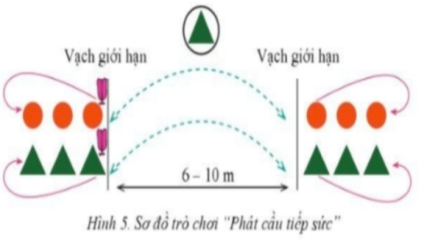 Vạch giới hạn
Vạch giới hạn
6 – 10 m
Hình 5. Sơ đồ trò chơi "Phát cầu tiếp sức"